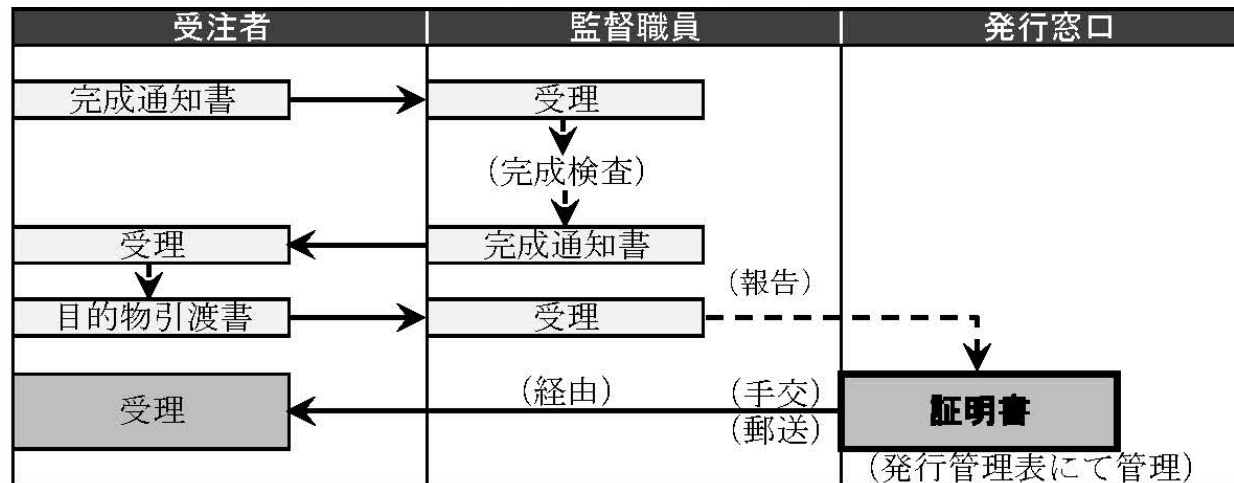 受注者 監督職員 発行窓口
完成通知書 受理
（完成検査）
受理 完成通知書
（報告）
目的物引渡書 受理
（経由） （手交）
受理 証明書
（郵送）
（発行管理表にて管理）